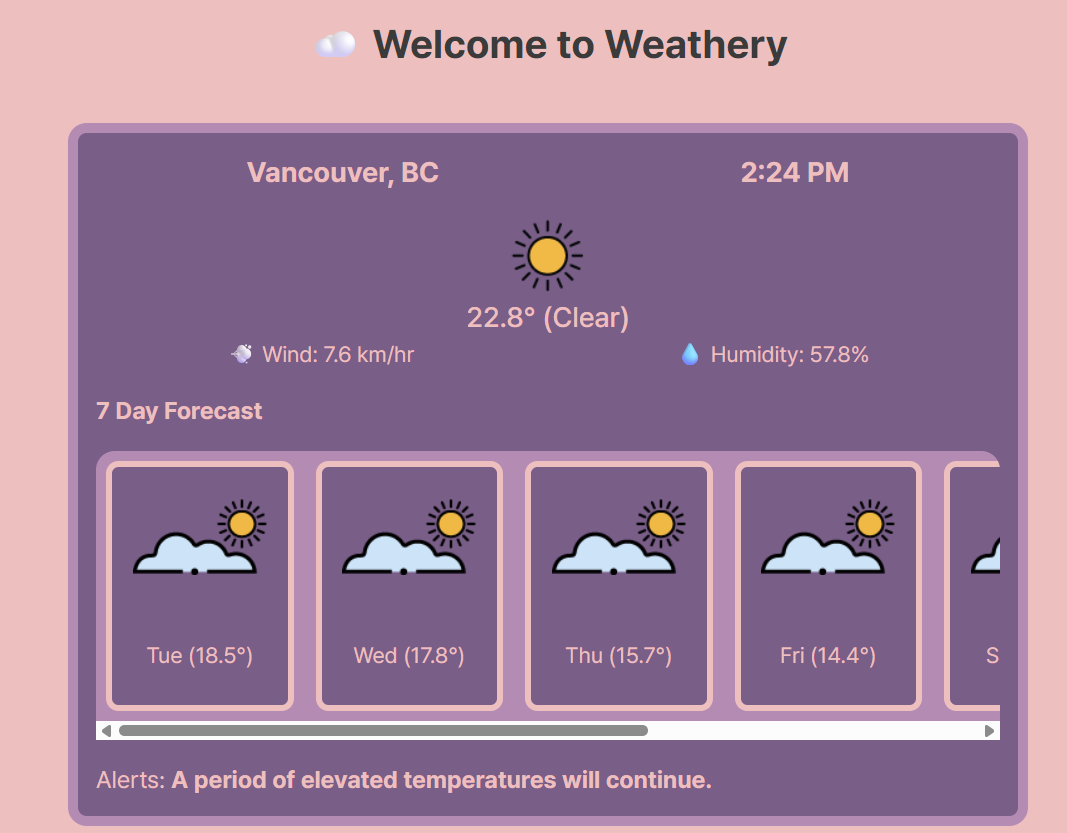 Welcome to Weathery
Vancouver, BC
2:24 PM
22.8° (Clear)
Wind: 7.6 km/hr
Humidity: 57.8%
7 Day Forecast
Tue (18.5°)
Wed (17.8°)
Thu (15.7°)
Fri (14.4°)
S
Alerts: A period of elevated temperatures will continue.